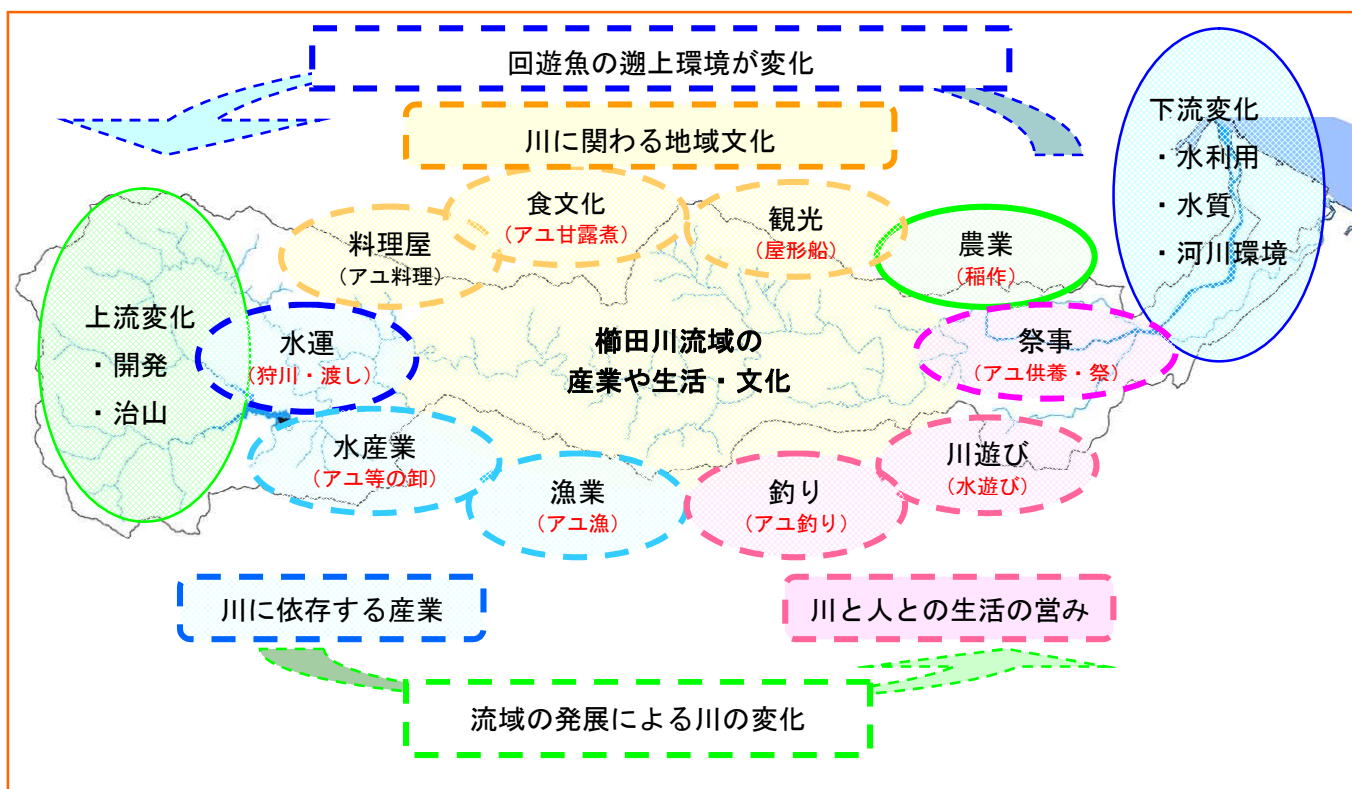 回遊魚の遡上環境が変化
川に関わる地域文化
下流変化
・水利用
・水質
・河川環境
食文化
(アユ甘露煮)
観光
(屋形船)
料理屋
(アユ料理)
農業
(稲作)
上流変化
・開発
・治山
水運
(狩川・渡し)
櫛田川流域の
産業や生活・文化
祭事
(アユ供養・祭)
水産業
(アユ等の卸)
川遊び
(水遊び)
漁業
(アユ漁)
釣り
(アユ釣り)
川に依存する産業
川と人との生活の営み
流域の発展による川の変化